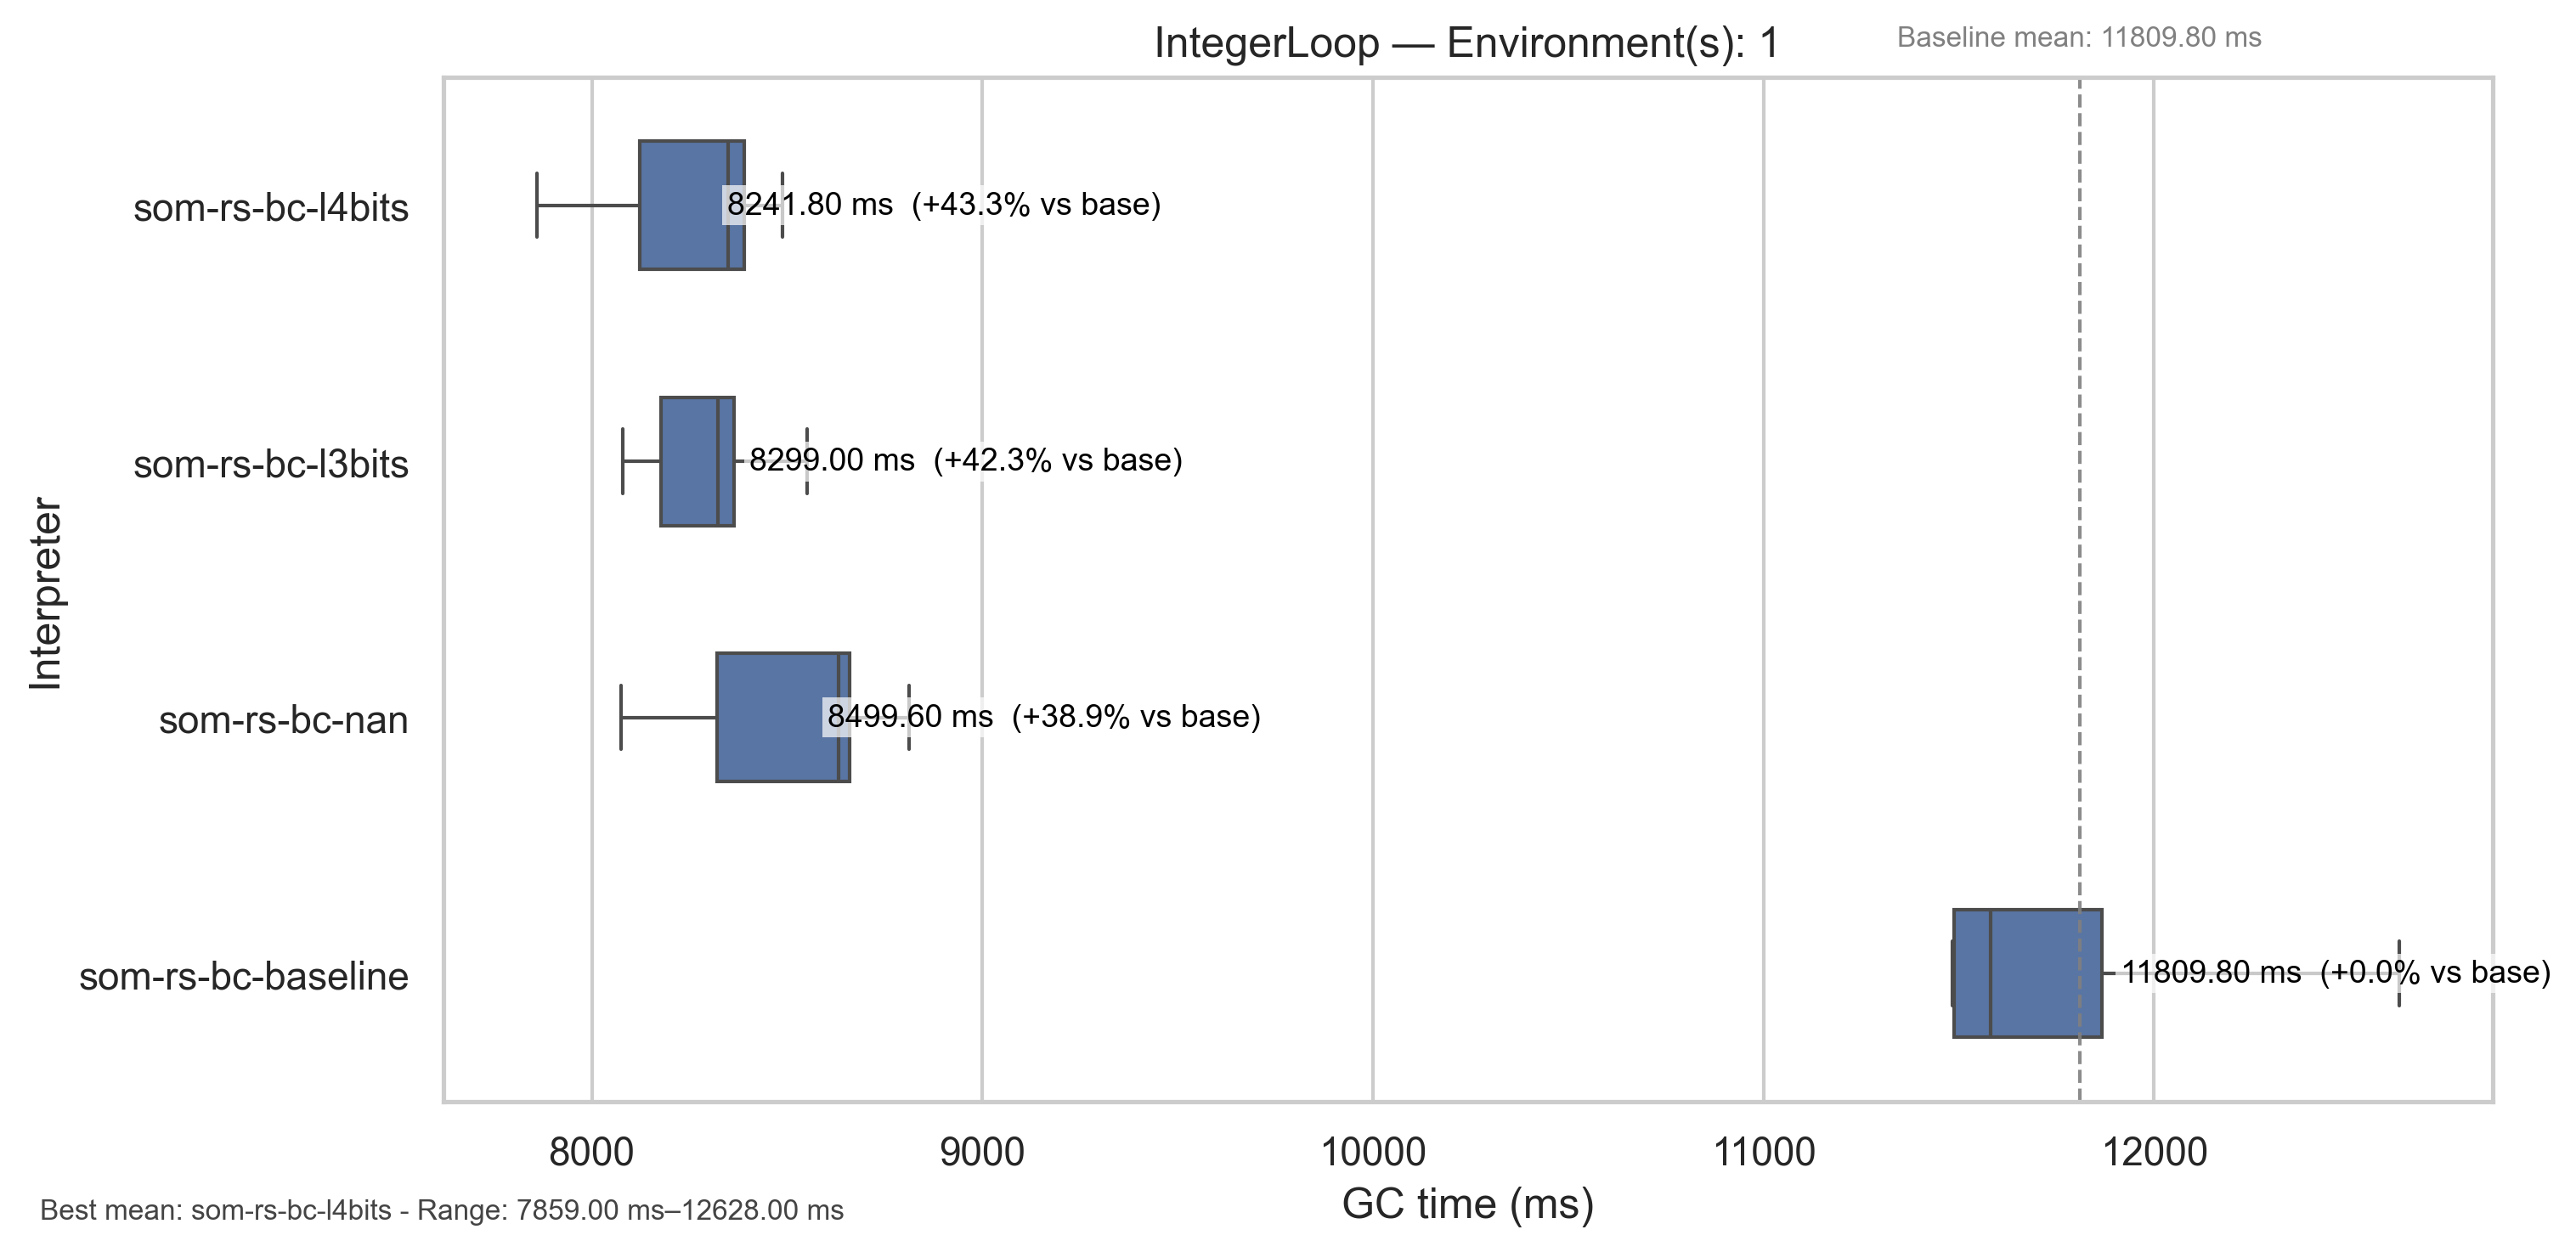 IntegerLoop — Environment(s): 1
Baseline mean: 11809.80 ms
Interpreter
som-rs-bc-l4bits
8241.80 ms  (+43.3% vs base)
som-rs-bc-l3bits
8299.00 ms  (+42.3% vs base)
som-rs-bc-nan
8499.60 ms  (+38.9% vs base)
som-rs-bc-baseline
11809.80 ms  (+0.0% vs base)
8000 9000 10000 11000 12000
GC time (ms)
Best mean: som-rs-bc-l4bits - Range: 7859.00 ms–12628.00 ms